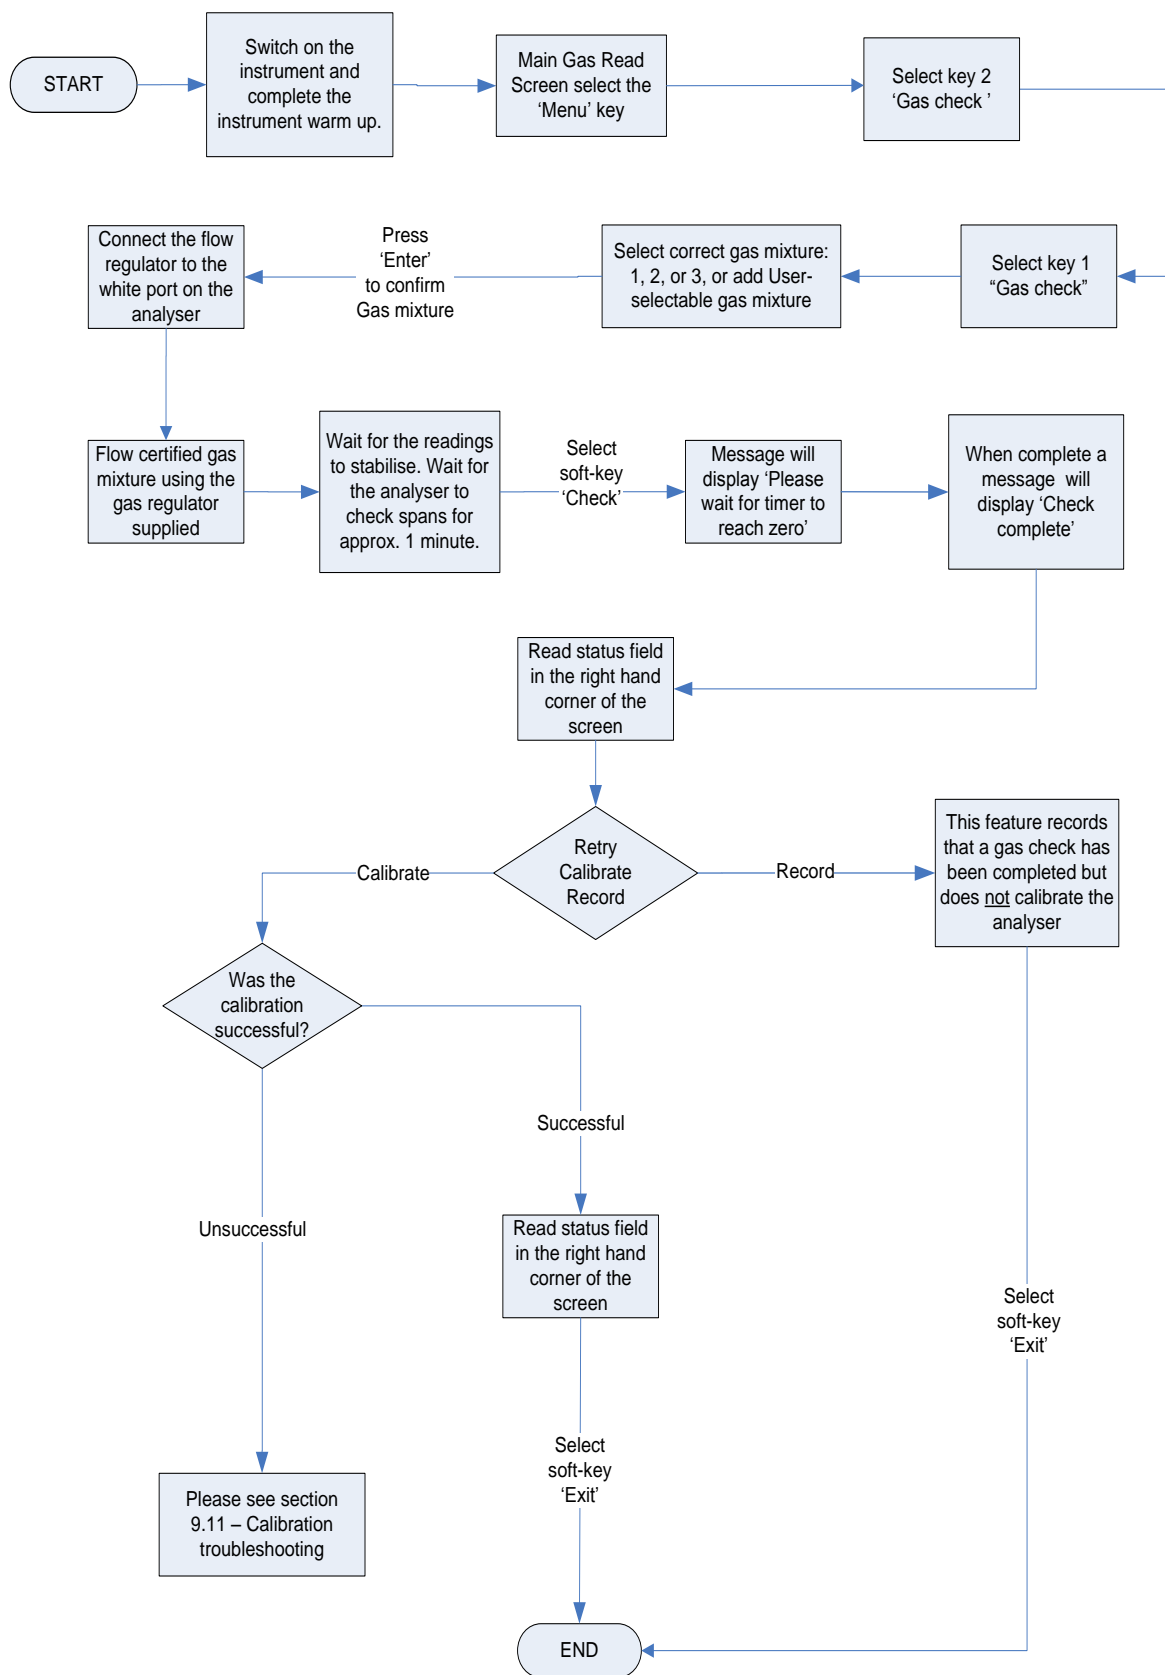 START
Switch on the
instrument and
complete the
instrument warm up.
Main Gas Read
Screen select the
‘Menu’ key
Select key 2
‘Gas check ’
Connect the flow
regulator to the
white port on the
analyser
Press
‘Enter’
to confirm
Gas mixture
Select correct gas mixture:
1, 2, or 3, or add User-
selectable gas mixture
Select key 1
“Gas check”
Flow certified gas
mixture using the
gas regulator
supplied
Wait for the readings
to stabilise. Wait for
the analyser to
check spans for
approx. 1 minute.
Select
soft-key
‘Check’
Message will
display ‘Please
wait for timer to
reach zero’
When complete a
message  will
display ‘Check
complete’
Read status field
in the right hand
corner of the
screen
Retry
Calibrate
Record
Calibrate
Record
This feature records
that a gas check has
been completed but
does not calibrate the
analyser
Was the
calibration
successful?
Successful
Unsuccessful
Read status field
in the right hand
corner of the
screen
Select
soft-key
‘Exit’
Select
soft-key
‘Exit’
Please see section
9.11 – Calibration
troubleshooting
END